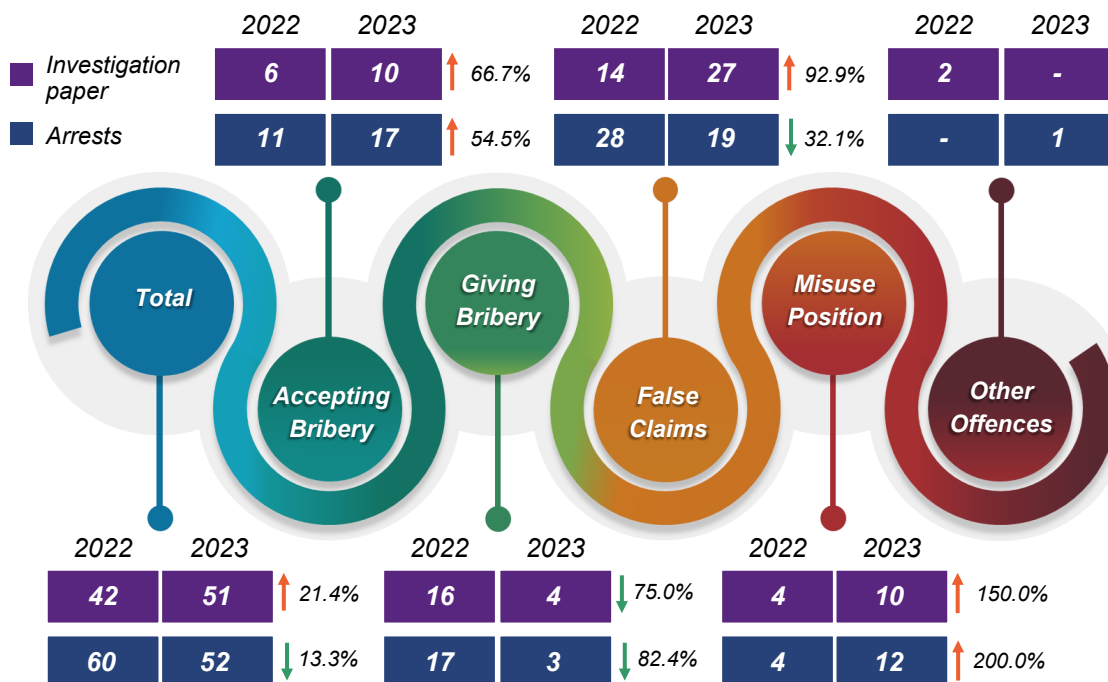 2022 2023 2022 2023 2022 2023
Investigation paper 6 10 66.7% 14 27 92.9% 2 -
Arrests 11 17 54.5% 28 19 32.1% - 1
Total
Accepting Bribery
Giving Bribery
False Claims
Misuse Position
Other Offences
2022 2023 2022 2023 2022 2023
42 51 21.4% 16 4 75.0% 4 10 150.0%
60 52 13.3% 17 3 82.4% 4 12 200.0%